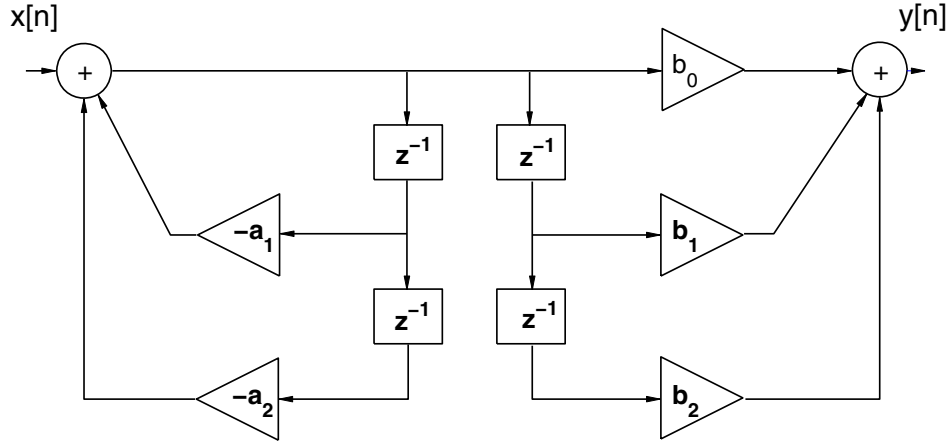 x[n]
y[n]
+
b₀
+
z⁻¹
z⁻¹
−a₁
b₁
z⁻¹
z⁻¹
−a₂
b₂